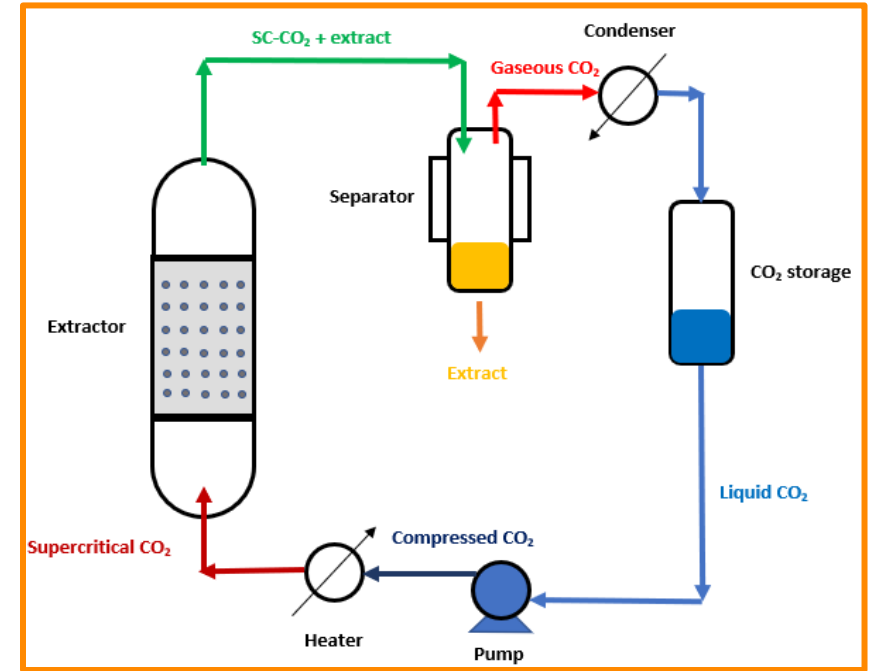 Condenser
SC-CO₂ + extract
Gaseous CO₂
Separator
CO₂ storage
Extractor
Extract
Liquid CO₂
Compressed CO₂
Supercritical CO₂
Heater
Pump